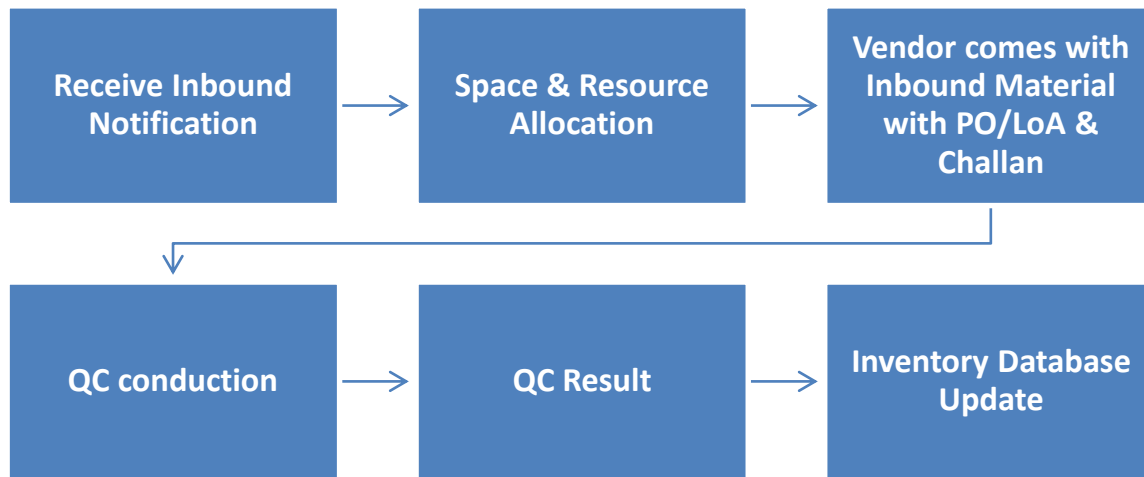 Receive Inbound
Notification
Space & Resource
Allocation
Vendor comes with
Inbound Material
with PO/LoA &
Challan
QC conduction
QC Result
Inventory Database
Update